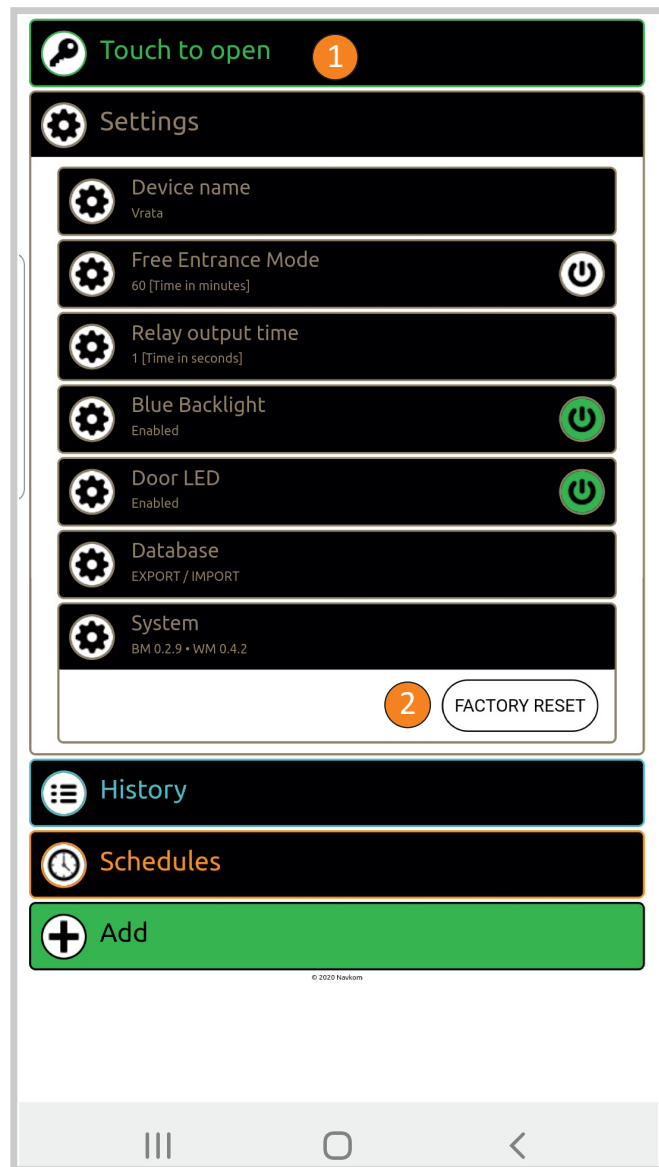 Touch to open
1
Settings
Device name
Vrata
Free Entrance Mode
60 [Time in minutes]
Relay output time
1 [Time in seconds]
Blue Backlight
Enabled
Door LED
Enabled
Database
EXPORT / IMPORT
System
BM 0.2.9 • WM 0.4.2
2
FACTORY RESET
History
Schedules
Add
© 2020 Navkom